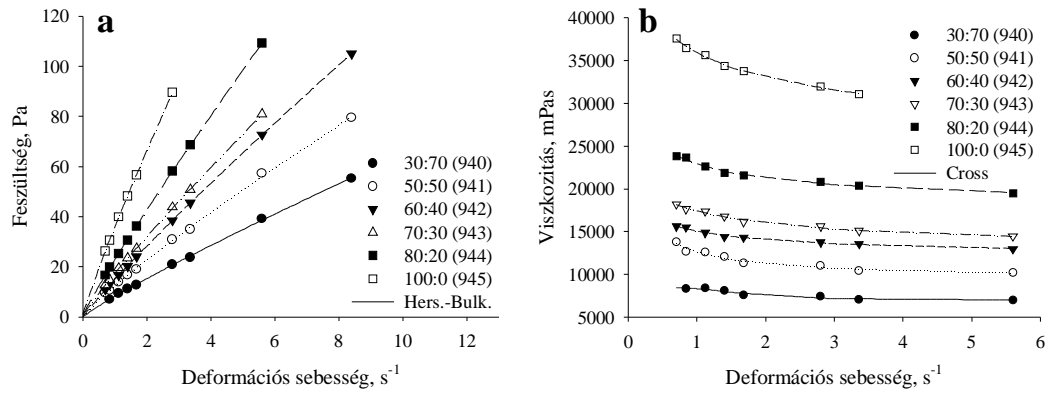 a
120
100
80
60
40
20
0
Feszültség, Pa
30:70 (940)
50:50 (941)
60:40 (942)
70:30 (943)
80:20 (944)
100:0 (945)
Hers.-Bulk.
0 2 4 6 8 10 12
Deformációs sebesség, s⁻¹
b
40000
35000
30000
25000
20000
15000
10000
5000
Viszkozitás, mPas
30:70 (940)
50:50 (941)
60:40 (942)
70:30 (943)
80:20 (944)
100:0 (945)
Cross
0 1 2 3 4 5 6
Deformációs sebesség, s⁻¹